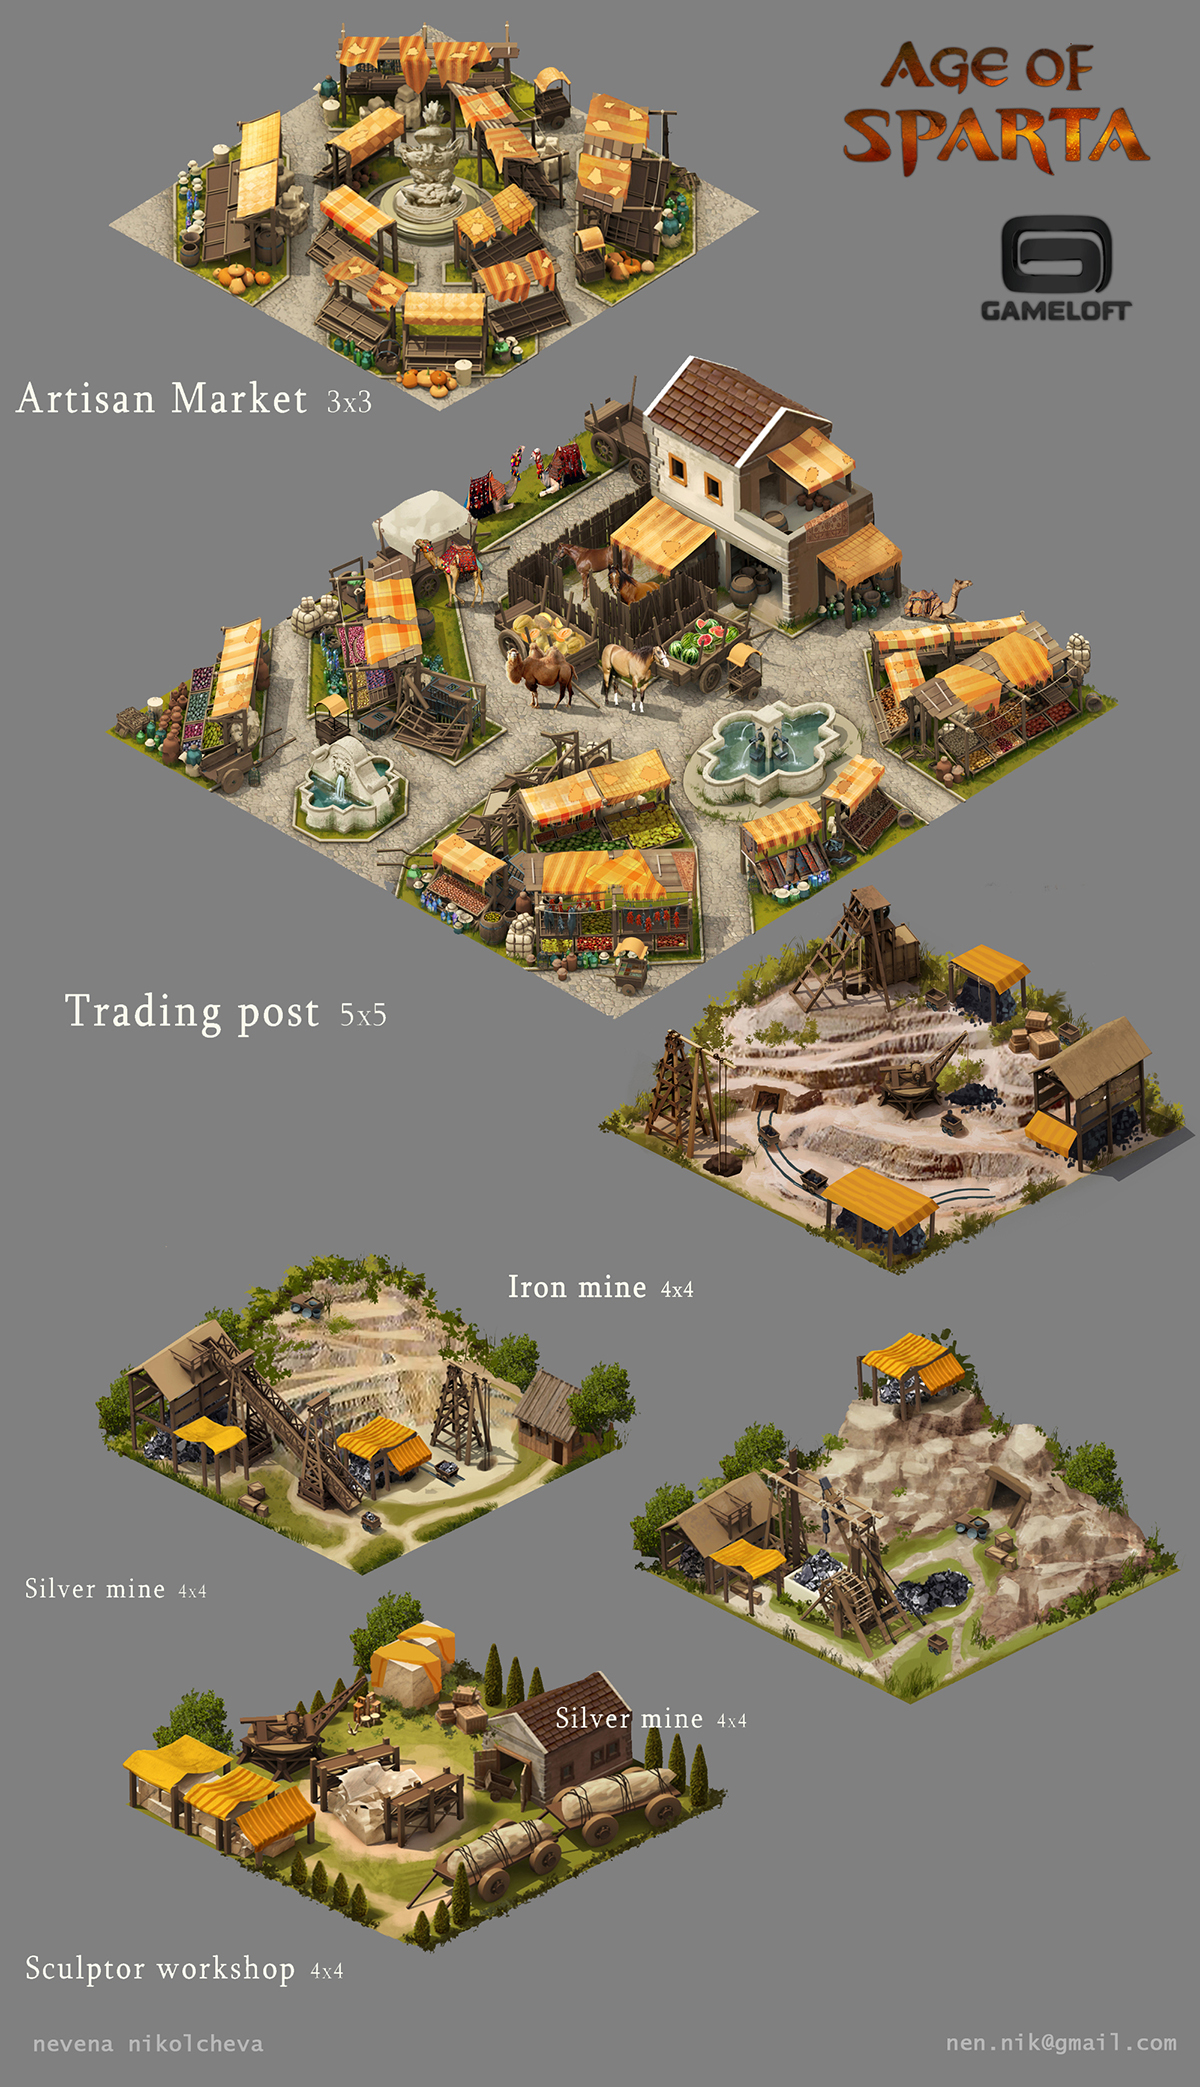 AGE OF
SPARTA
GAMELOFT
Artisan Market 3x3
Trading post 5x5
Iron mine 4x4
Silver mine 4x4
Silver mine 4x4
Sculptor workshop 4x4
nevena nikolcheva
nen.nik@gmail.com